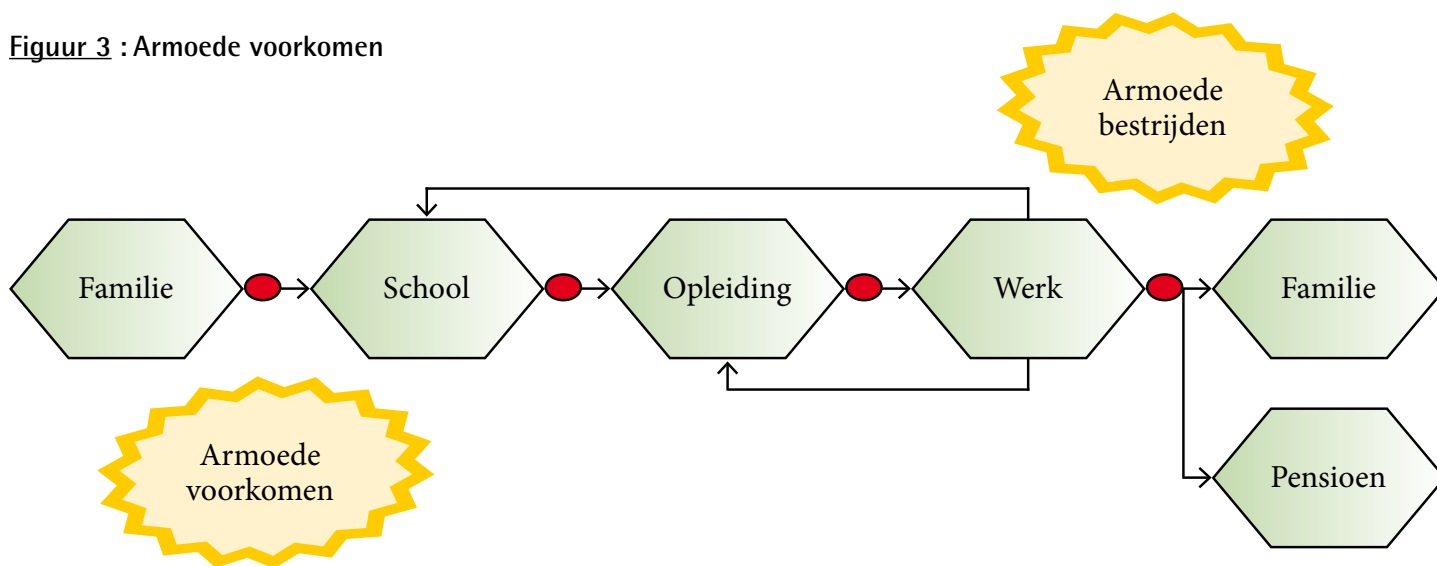 Figuur 3 : Armoede voorkomen
Armoede
bestrijden
Familie
School
Opleiding
Werk
Familie
Armoede
voorkomen
Pensioen